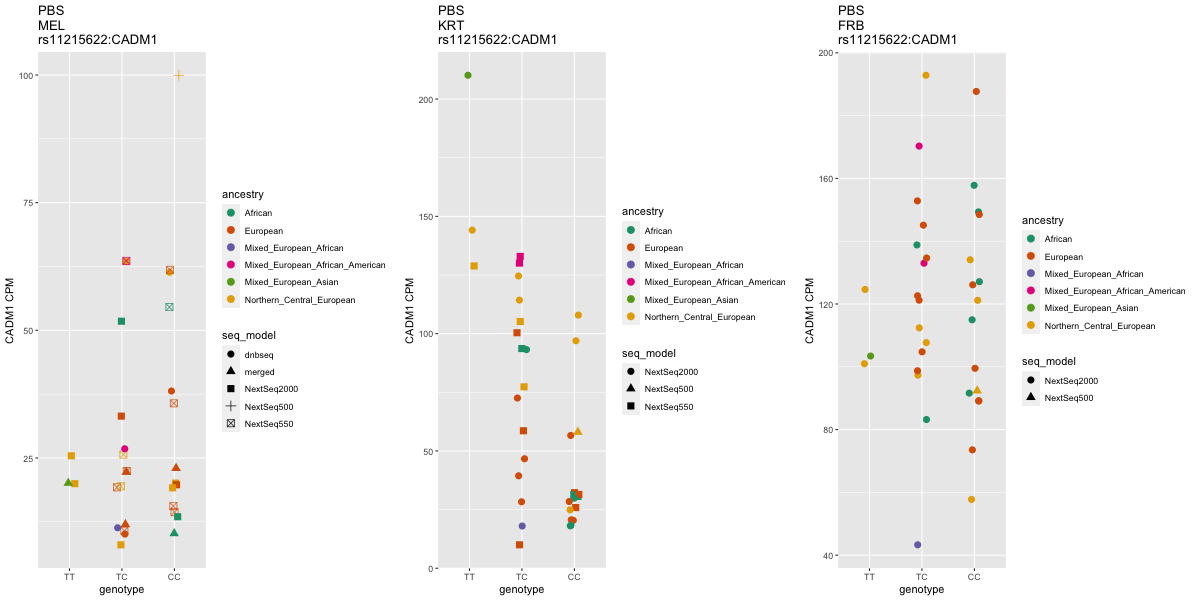 PBS
MEL
rs11215622:CADM1
100
75
50
25
CADM1 CPM
TT
TC
CC
genotype
ancestry
African
European
Mixed_European_African
Mixed_European_African_American
Mixed_European_Asian
Northern_Central_European
seq_model
dnbseq
merged
NextSeq2000
NextSeq500
NextSeq550
PBS
KRT
rs11215622:CADM1
200
150
100
50
0
CADM1 CPM
TT
TC
CC
genotype
ancestry
African
European
Mixed_European_African
Mixed_European_African_American
Mixed_European_Asian
Northern_Central_European
seq_model
NextSeq2000
NextSeq500
NextSeq550
PBS
FRB
rs11215622:CADM1
200
160
120
80
40
CADM1 CPM
TT
TC
CC
genotype
ancestry
African
European
Mixed_European_African
Mixed_European_African_American
Mixed_European_Asian
Northern_Central_European
seq_model
NextSeq2000
NextSeq500